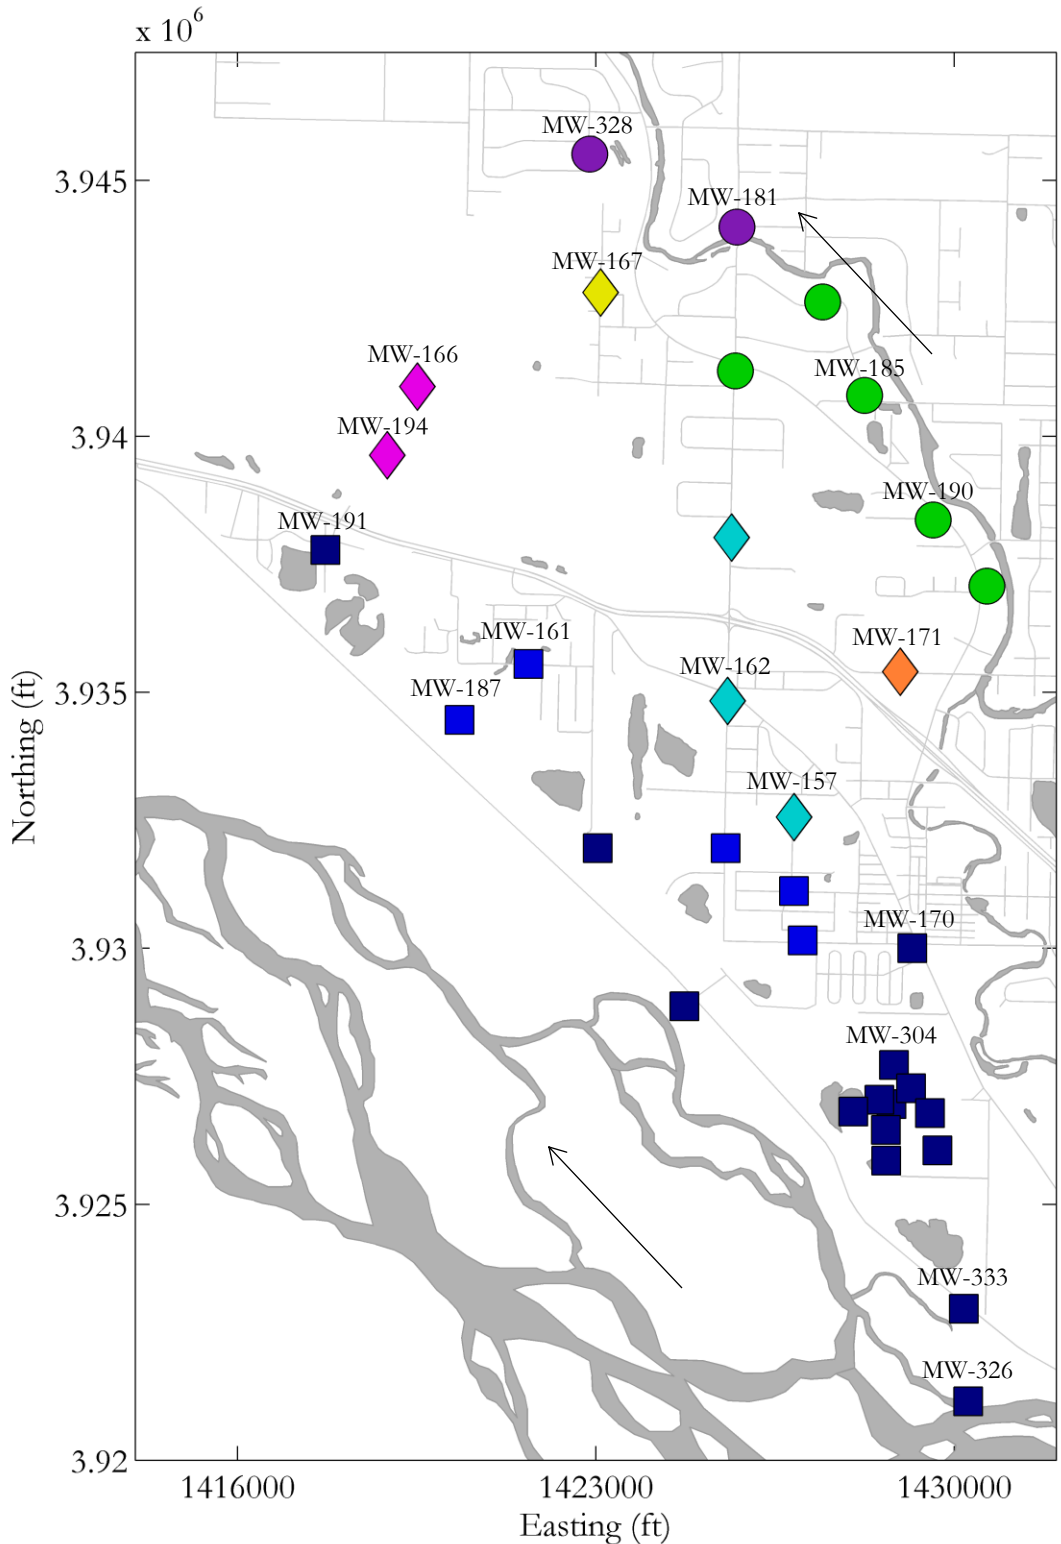 x 10⁶
MW-328
3.945
MW-181
MW-167
MW-166
MW-185
MW-194
3.94
MW-190
MW-191
MW-161
MW-171
MW-162
3.935
MW-187
Northing (ft)
MW-157
MW-170
3.93
MW-304
3.925
MW-333
MW-326
3.92
1416000
1423000
1430000
Easting (ft)